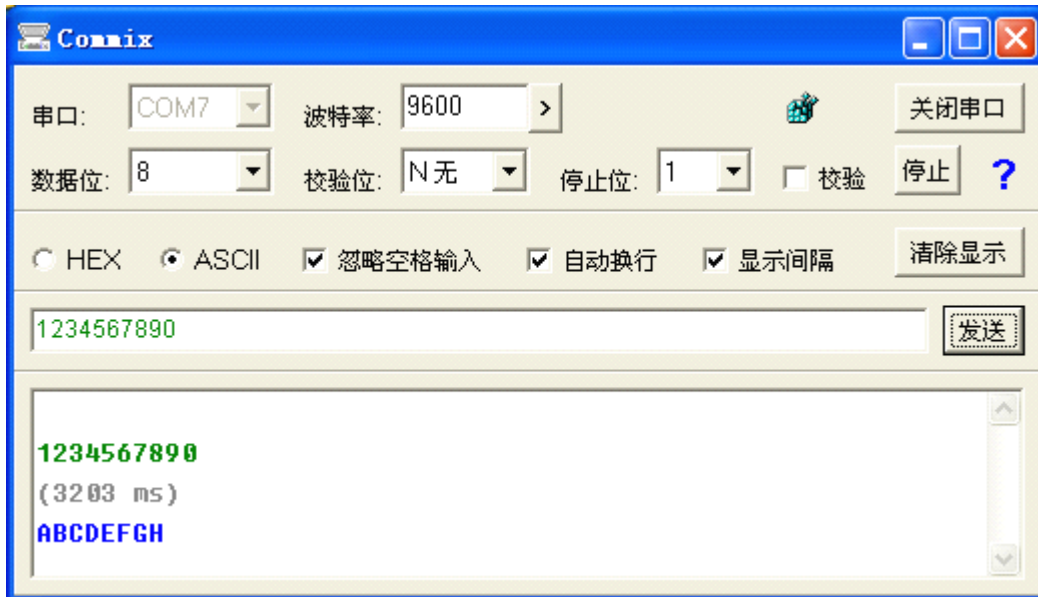 Commix
串口: COM7 波特率: 9600 > 关闭串口
数据位: 8 校验位: N 无 停止位: 1 校验 停止 ?
HEX ASCII 忽略空格输入 自动换行 显示间隔 清除显示
1234567890 发送
1234567890
(3203 ms)
ABCDEFGH